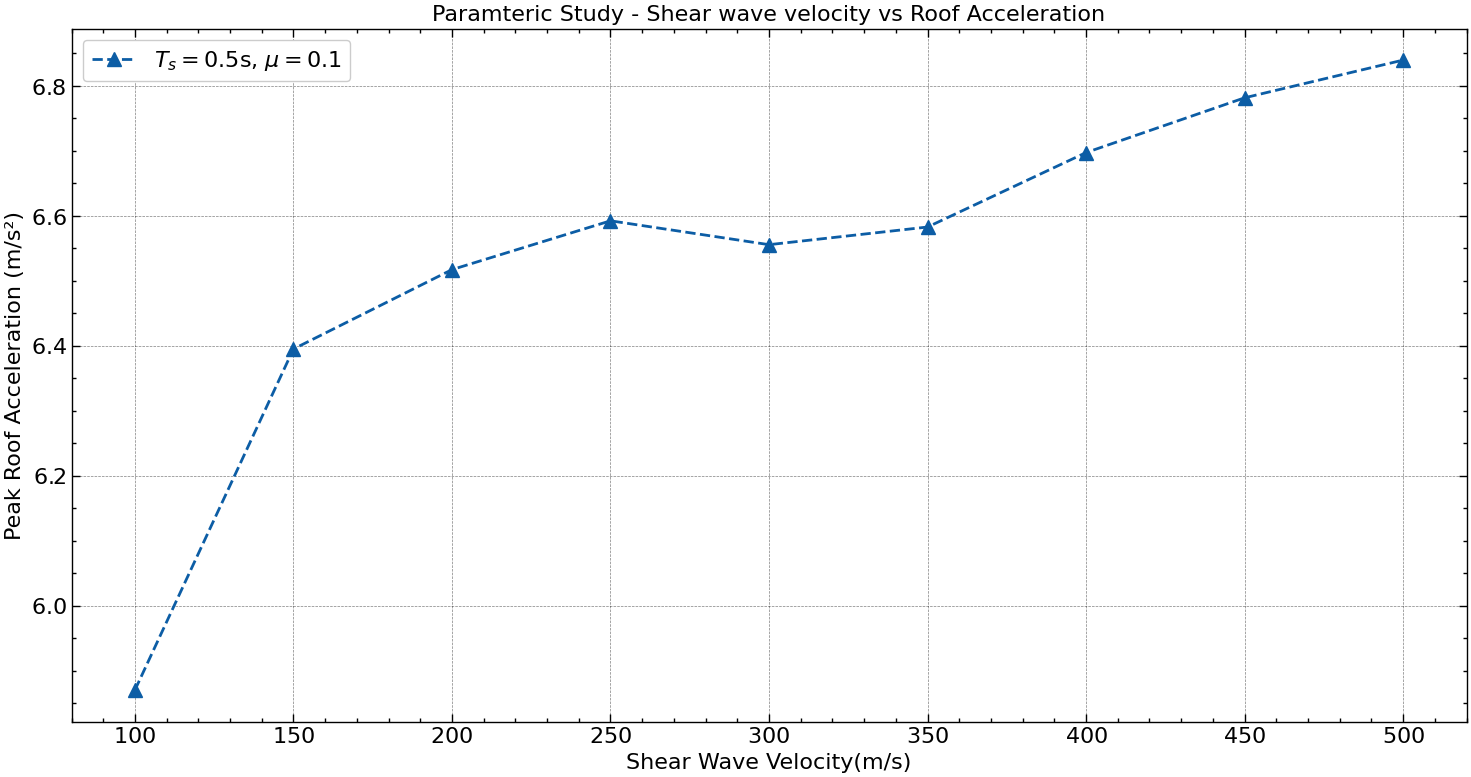 Paramteric Study - Shear wave velocity vs Roof Acceleration
T_s = 0.5s, μ = 0.1
Peak Roof Acceleration (m/s²)
6.8
6.6
6.4
6.2
6.0
100 150 200 250 300 350 400 450 500
Shear Wave Velocity(m/s)